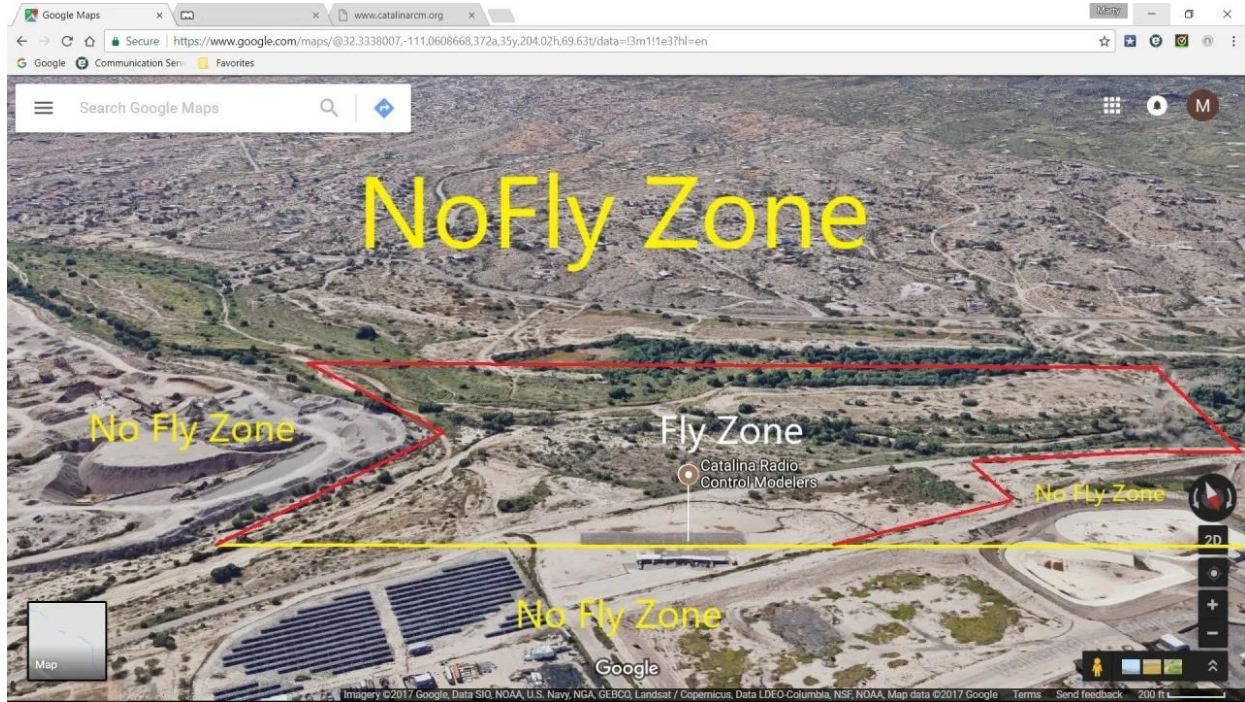 Google Maps
www.catalinarcm.org
Marty
Secure | https://www.google.com/maps/@32.3338007,-111.0608668,372a,35y,204.02h,69.63t/data=!3m1!1e3?hl=en
Google
Communication Serv
Favorites
Search Google Maps
M
NoFly Zone
No Fly Zone
Fly Zone
Catalina Radio
Control Modelers
No FLy Zone
2D
No Fly Zone
Map
Google
Imagery ©2017 Google, Data SIO, NOAA, U.S. Navy, NGA, GEBCO, Landsat / Copernicus, Data LDEO-Columbia, NSF, NOAA, Map data ©2017 Google
Terms
Send feedback
200 ft